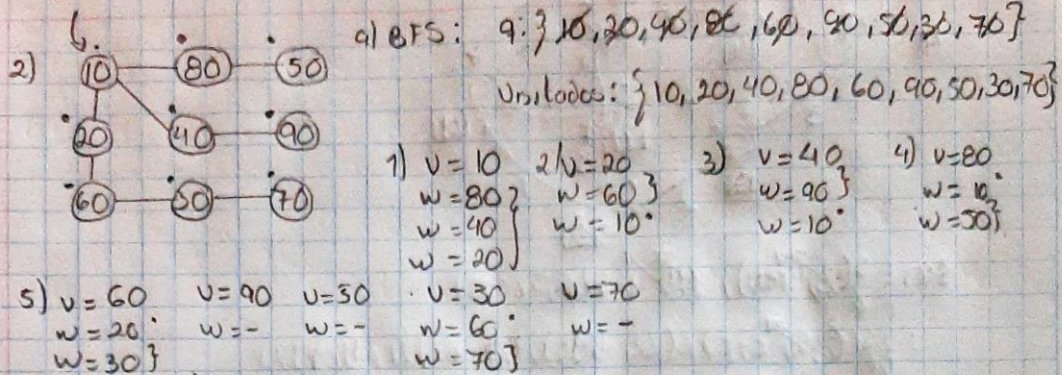 2) a) BFS: q:{10, 20, 40, 80, 60, 90, 50, 30, 70}
10 80 50
Visitados: {10, 20, 40, 80, 60, 90, 50, 30, 70}
20 40 90
60 30 70
1) v=10 2) v=20 3) v=40 4) v=80
w=80} w=60} w=90} w=10
w=40 w=10 w=10 w=50}
w=20
5) v=60 v=90 v=50 v=30 v=70
w=20 w=- w=- w=60 w=-
w=30} w=70}